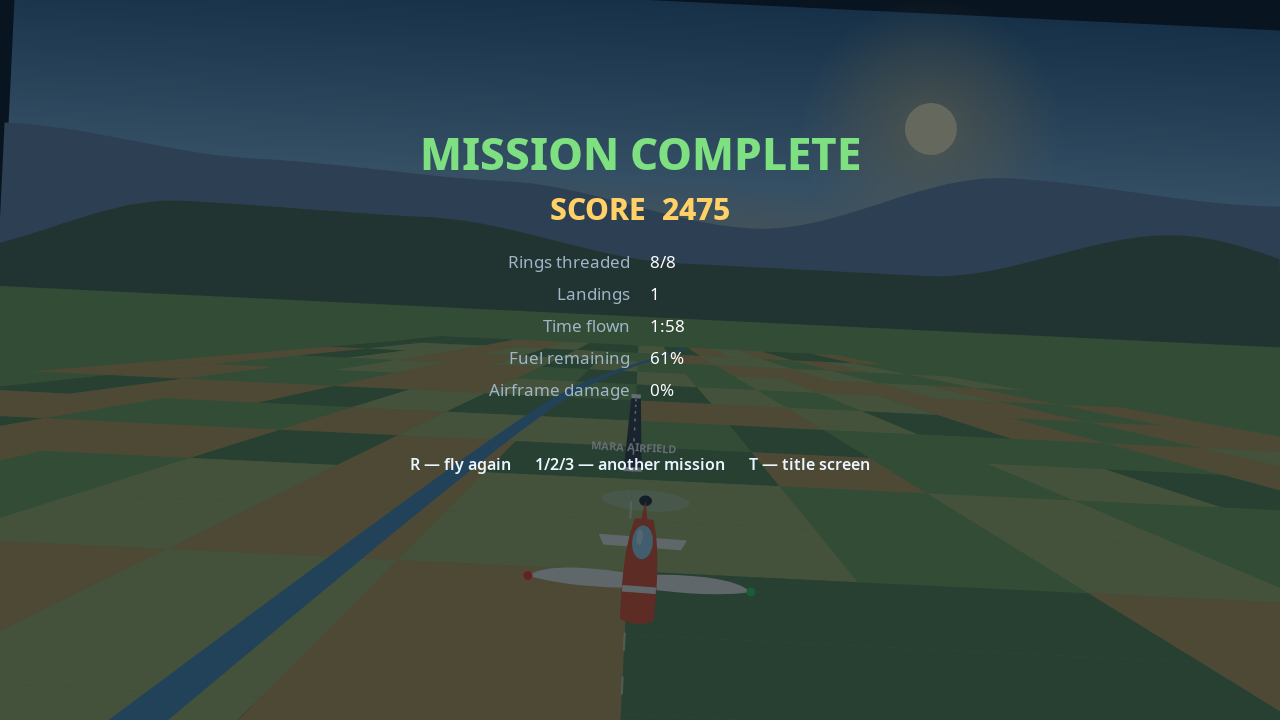 MISSION COMPLETE
SCORE 2475
Rings threaded 8/8
Landings 1
Time flown 1:58
Fuel remaining 61%
Airframe damage 0%
MARA AIRFIELD
R — fly again 1/2/3 — another mission T — title screen